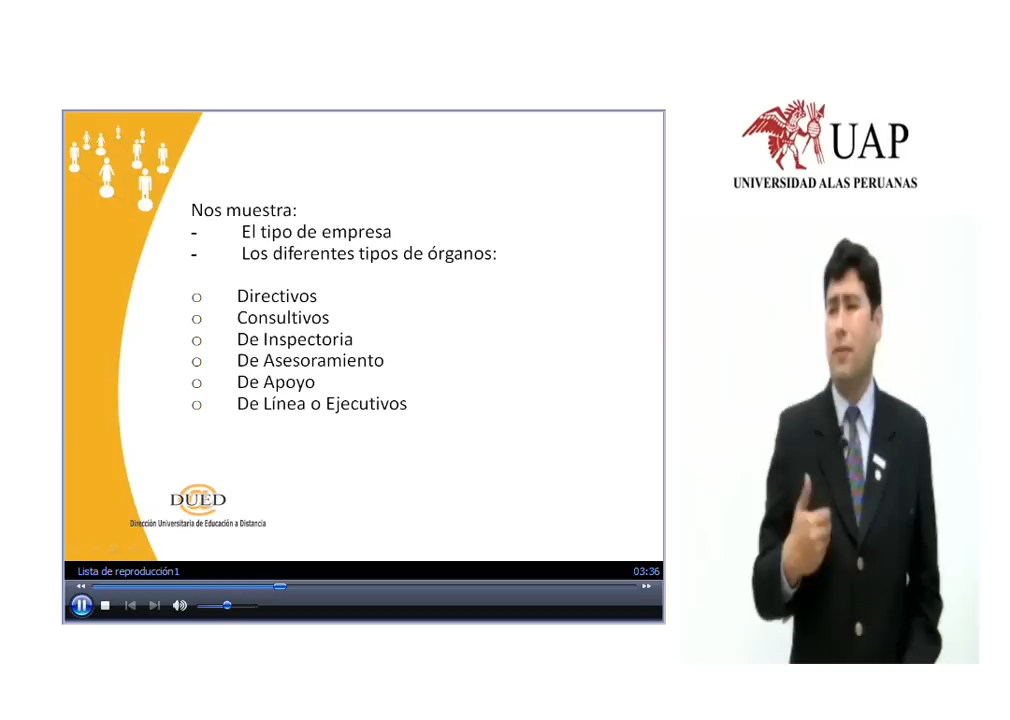 UAP
UNIVERSIDAD ALAS PERUANAS
Nos muestra:
- El tipo de empresa
- Los diferentes tipos de órganos:
o Directivos
o Consultivos
o De Inspectoria
o De Asesoramiento
o De Apoyo
o De Línea o Ejecutivos
DUED
Dirección Universitaria de Educación a Distancia
Lista de reproducción1 03:36